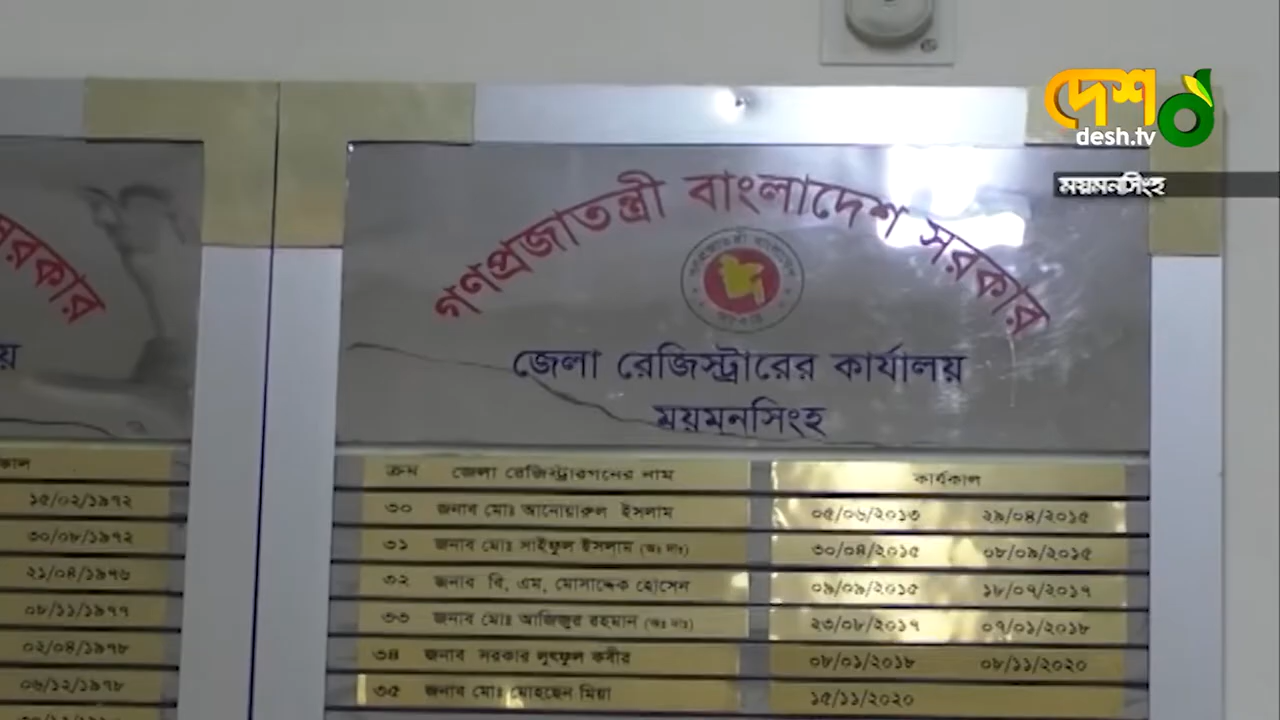 দেশ
desh.tv
ময়মনসিংহ
সরকার
য়
কাল
১৫/০২/১৯৭২
৩০/০৮/১৯৭২
২১/০৪/১৯৭৬
০৮/১১/১৯৭৭
০২/০৪/১৯৭৮
০৬/১২/১৯৭৮
গণপ্রজাতন্ত্রী বাংলাদেশ সরকার
জেলা রেজিস্ট্রারের কার্যালয়
ময়মনসিংহ
ক্রম জেলা রেজিস্ট্রারগনের নাম কার্যকাল
৩০ জনাব মোঃ আনোয়ারুল ইসলাম ০৫/০৬/২০১৩ ২৯/০৪/২০১৫
৩১ জনাব মোঃ সাইফুল ইসলাম (অঃ দাঃ) ৩০/০৪/২০১৫ ০৮/০৯/২০১৫
৩২ জনাব বি, এম, মোসাদ্দেক হোসেন ০৯/০৯/২০১৫ ১৮/০৭/২০১৭
৩৩ জনাব মোঃ আজিজুর রহমান (অঃ দাঃ) ২৩/০৮/২০১৭ ০৭/০১/২০১৮
৩৪ জনাব সরকার লুৎফুল কবীর ০৮/০১/২০১৮ ০৮/১১/২০২০
৩৫ জনাব মোঃ মোহছেন মিয়া ১৫/১১/২০২০